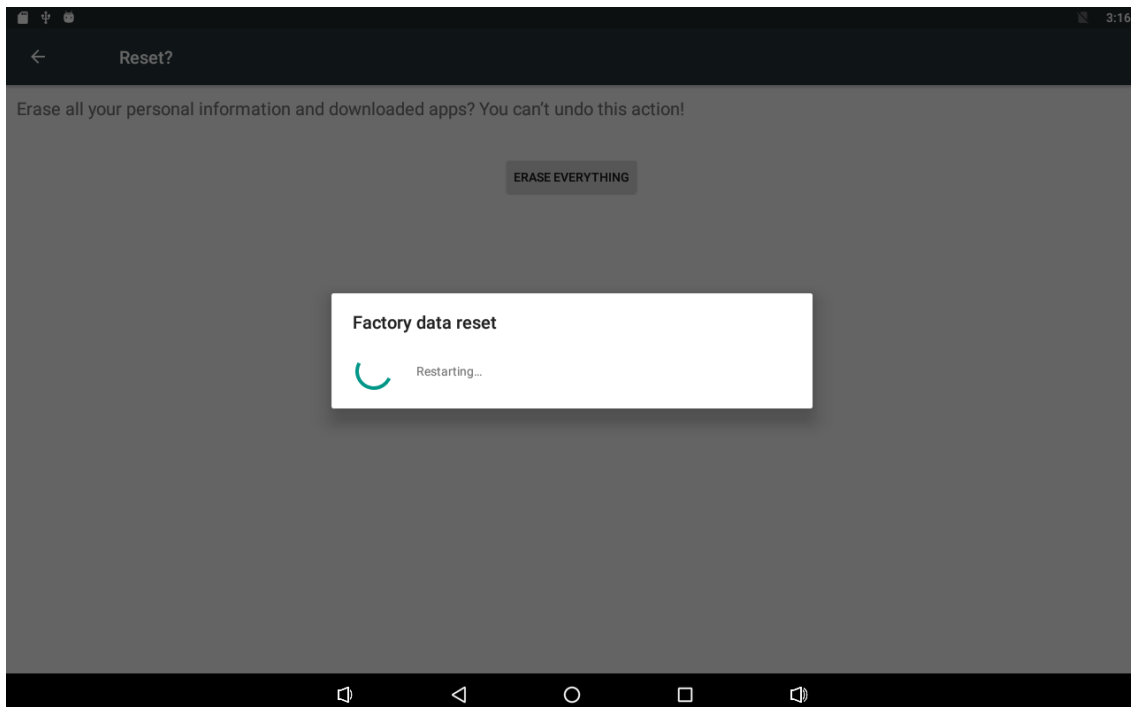 3:16
Reset?
Erase all your personal information and downloaded apps? You can't undo this action!
ERASE EVERYTHING
Factory data reset
Restarting...